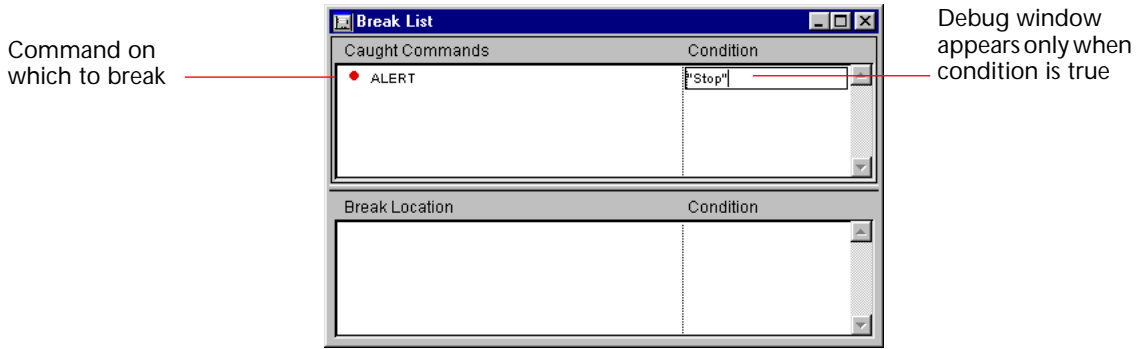 Command on
which to break
Break List
Caught Commands
Condition
ALERT
"Stop"
Debug window
appears only when
condition is true
Break Location
Condition